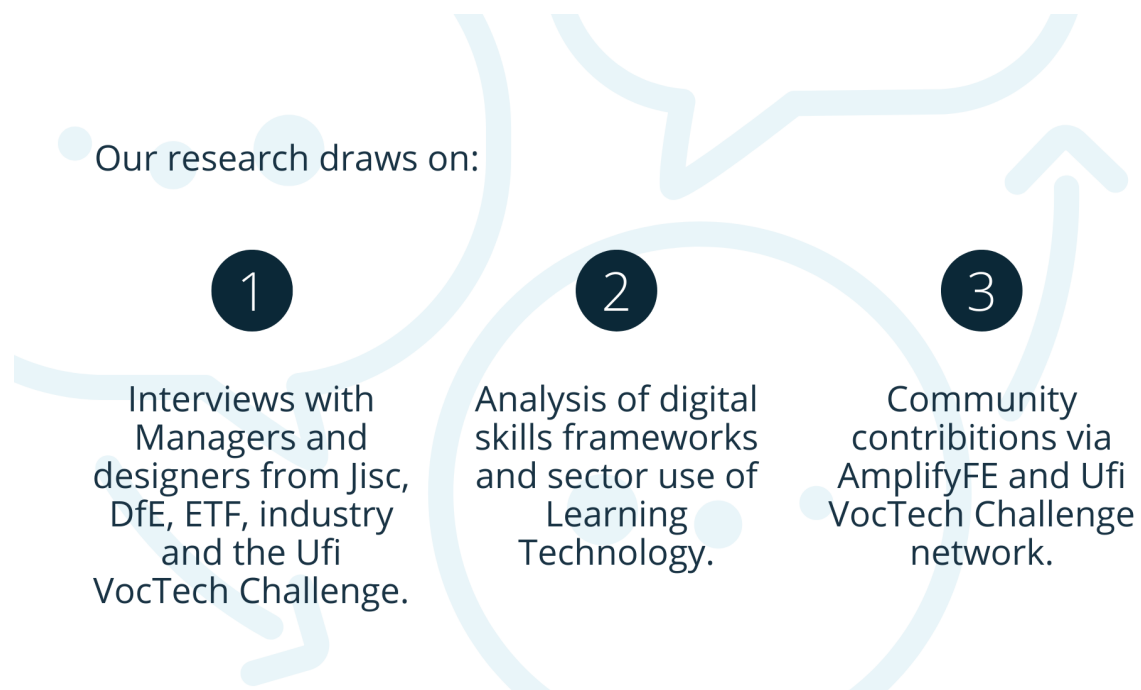 Our research draws on:
1
Interviews with
Managers and
designers from Jisc,
DfE, ETF, industry
and the Ufi
VocTech Challenge.
2
Analysis of digital
skills frameworks
and sector use of
Learning
Technology.
3
Community
contribitions via
AmplifyFE and Ufi
VocTech Challenge
network.